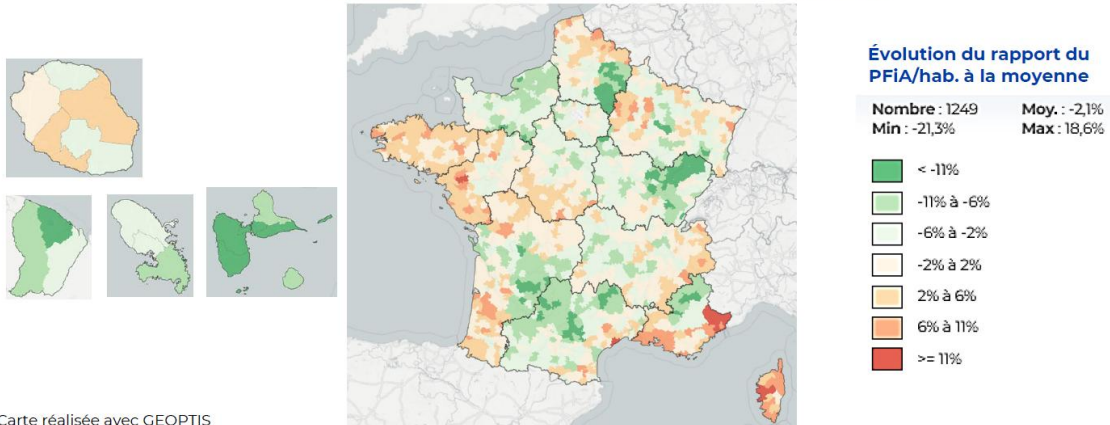 Évolution du rapport du
PFiA/hab. à la moyenne
Nombre : 1249 Moy. : -2,1%
Min : -21,3% Max : 18,6%
< -11%
-11% à -6%
-6% à -2%
-2% à 2%
2% à 6%
6% à 11%
>= 11%
Carte réalisée avec GEOPTIS